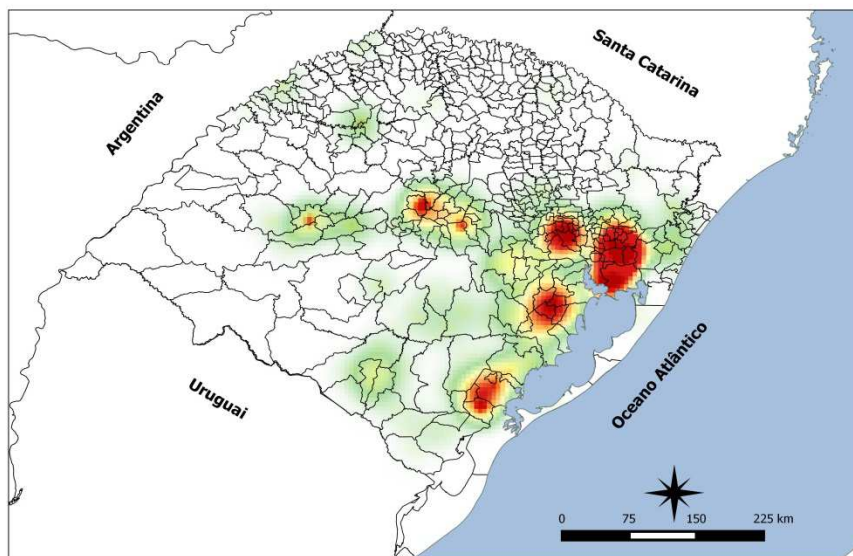 Santa Catarina
Argentina
Oceano Atlântico
Uruguai
0 75 150 225 km